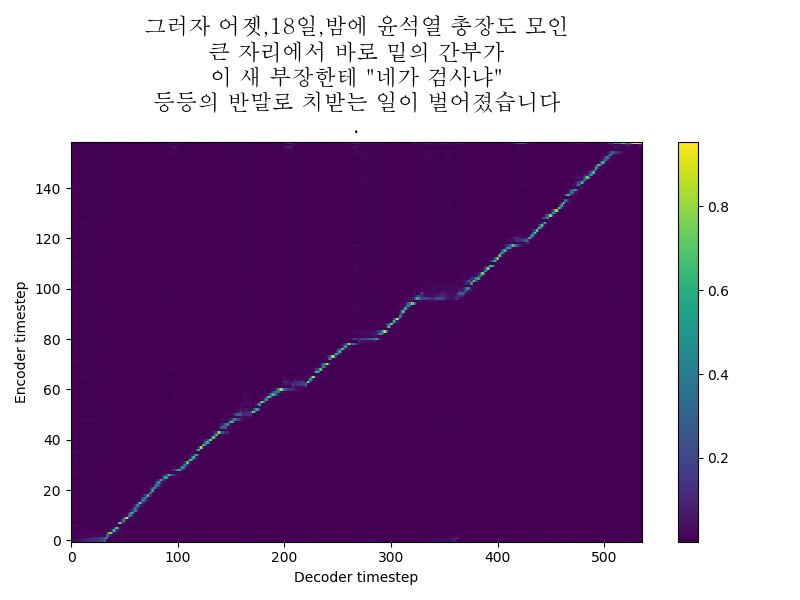 그러자 어젯,18일,밤에 윤석열 총장도 모인
큰 자리에서 바로 밑의 간부가
이 새 부장한테 "네가 검사냐"
등등의 반말로 치받는 일이 벌어졌습니다
.
140
120
100
80
60
40
20
0
Encoder timestep
0 100 200 300 400 500
Decoder timestep
0.8
0.6
0.4
0.2